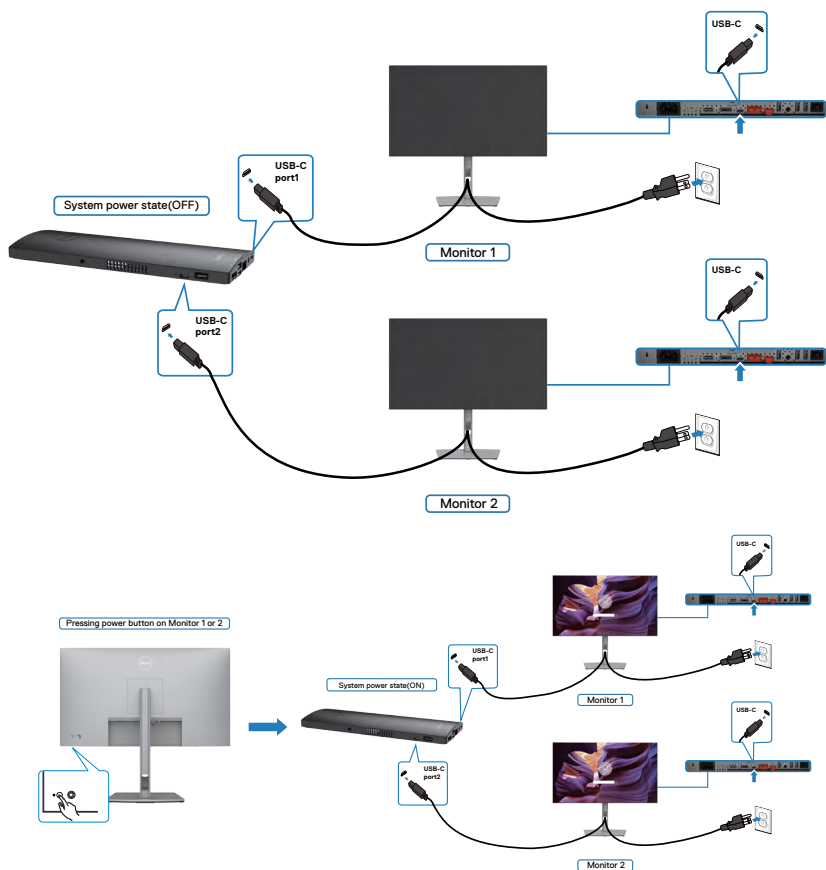 USB-C
USB-C
port1
System power state(OFF)
Monitor 1
USB-C
USB-C
port2
Monitor 2
USB-C
Pressing power button on Monitor 1 or 2
DELL
USB-C
port1
System power state(ON)
Monitor 1
USB-C
USB-C
port2
Monitor 2